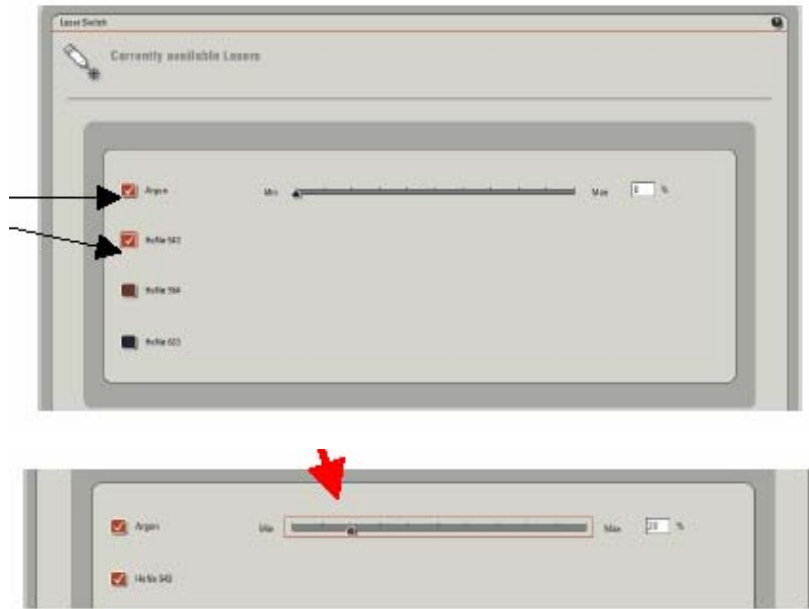 Laser Switch
Currently available Lasers
Argon Min Max %
HeNe 543
HeNe 594
HeNe 633
Argon Min Max 20 %
HeNe 543